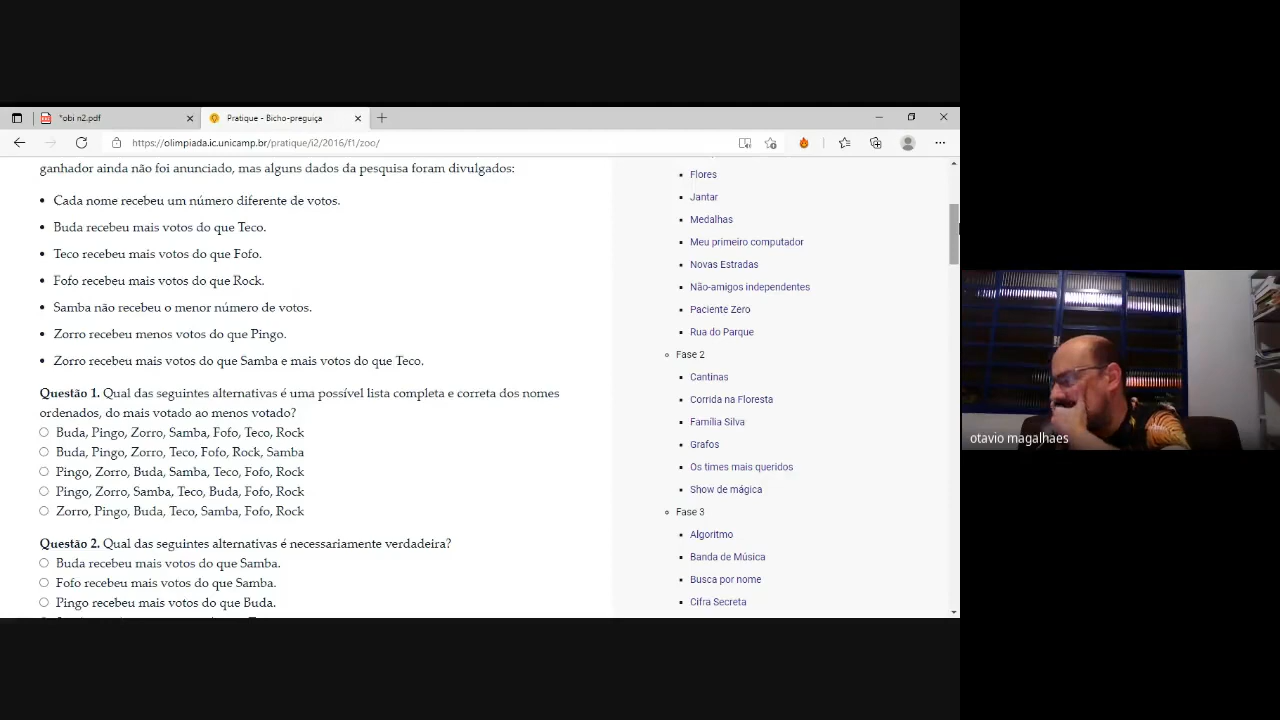 *obi n2.pdf
Pratique - Bicho-preguiça
https://olimpiada.ic.unicamp.br/pratique/i2/2016/f1/zoo/
ganhador ainda não foi anunciado, mas alguns dados da pesquisa foram divulgados:
Cada nome recebeu um número diferente de votos.
Buda recebeu mais votos do que Teco.
Teco recebeu mais votos do que Fofo.
Fofo recebeu mais votos do que Rock.
Samba não recebeu o menor número de votos.
Zorro recebeu menos votos do que Pingo.
Zorro recebeu mais votos do que Samba e mais votos do que Teco.
Questão 1. Qual das seguintes alternativas é uma possível lista completa e correta dos nomes
ordenados, do mais votado ao menos votado?
Buda, Pingo, Zorro, Samba, Fofo, Teco, Rock
Buda, Pingo, Zorro, Teco, Fofo, Rock, Samba
Pingo, Zorro, Buda, Samba, Teco, Fofo, Rock
Pingo, Zorro, Samba, Teco, Buda, Fofo, Rock
Zorro, Pingo, Buda, Teco, Samba, Fofo, Rock
Questão 2. Qual das seguintes alternativas é necessariamente verdadeira?
Buda recebeu mais votos do que Samba.
Fofo recebeu mais votos do que Samba.
Pingo recebeu mais votos do que Buda.
Flores
Jantar
Medalhas
Meu primeiro computador
Novas Estradas
Não-amigos independentes
Paciente Zero
Rua do Parque
Fase 2
Cantinas
Corrida na Floresta
Família Silva
Grafos
Os times mais queridos
Show de mágica
Fase 3
Algoritmo
Banda de Música
Busca por nome
Cifra Secreta
otavio magalhaes